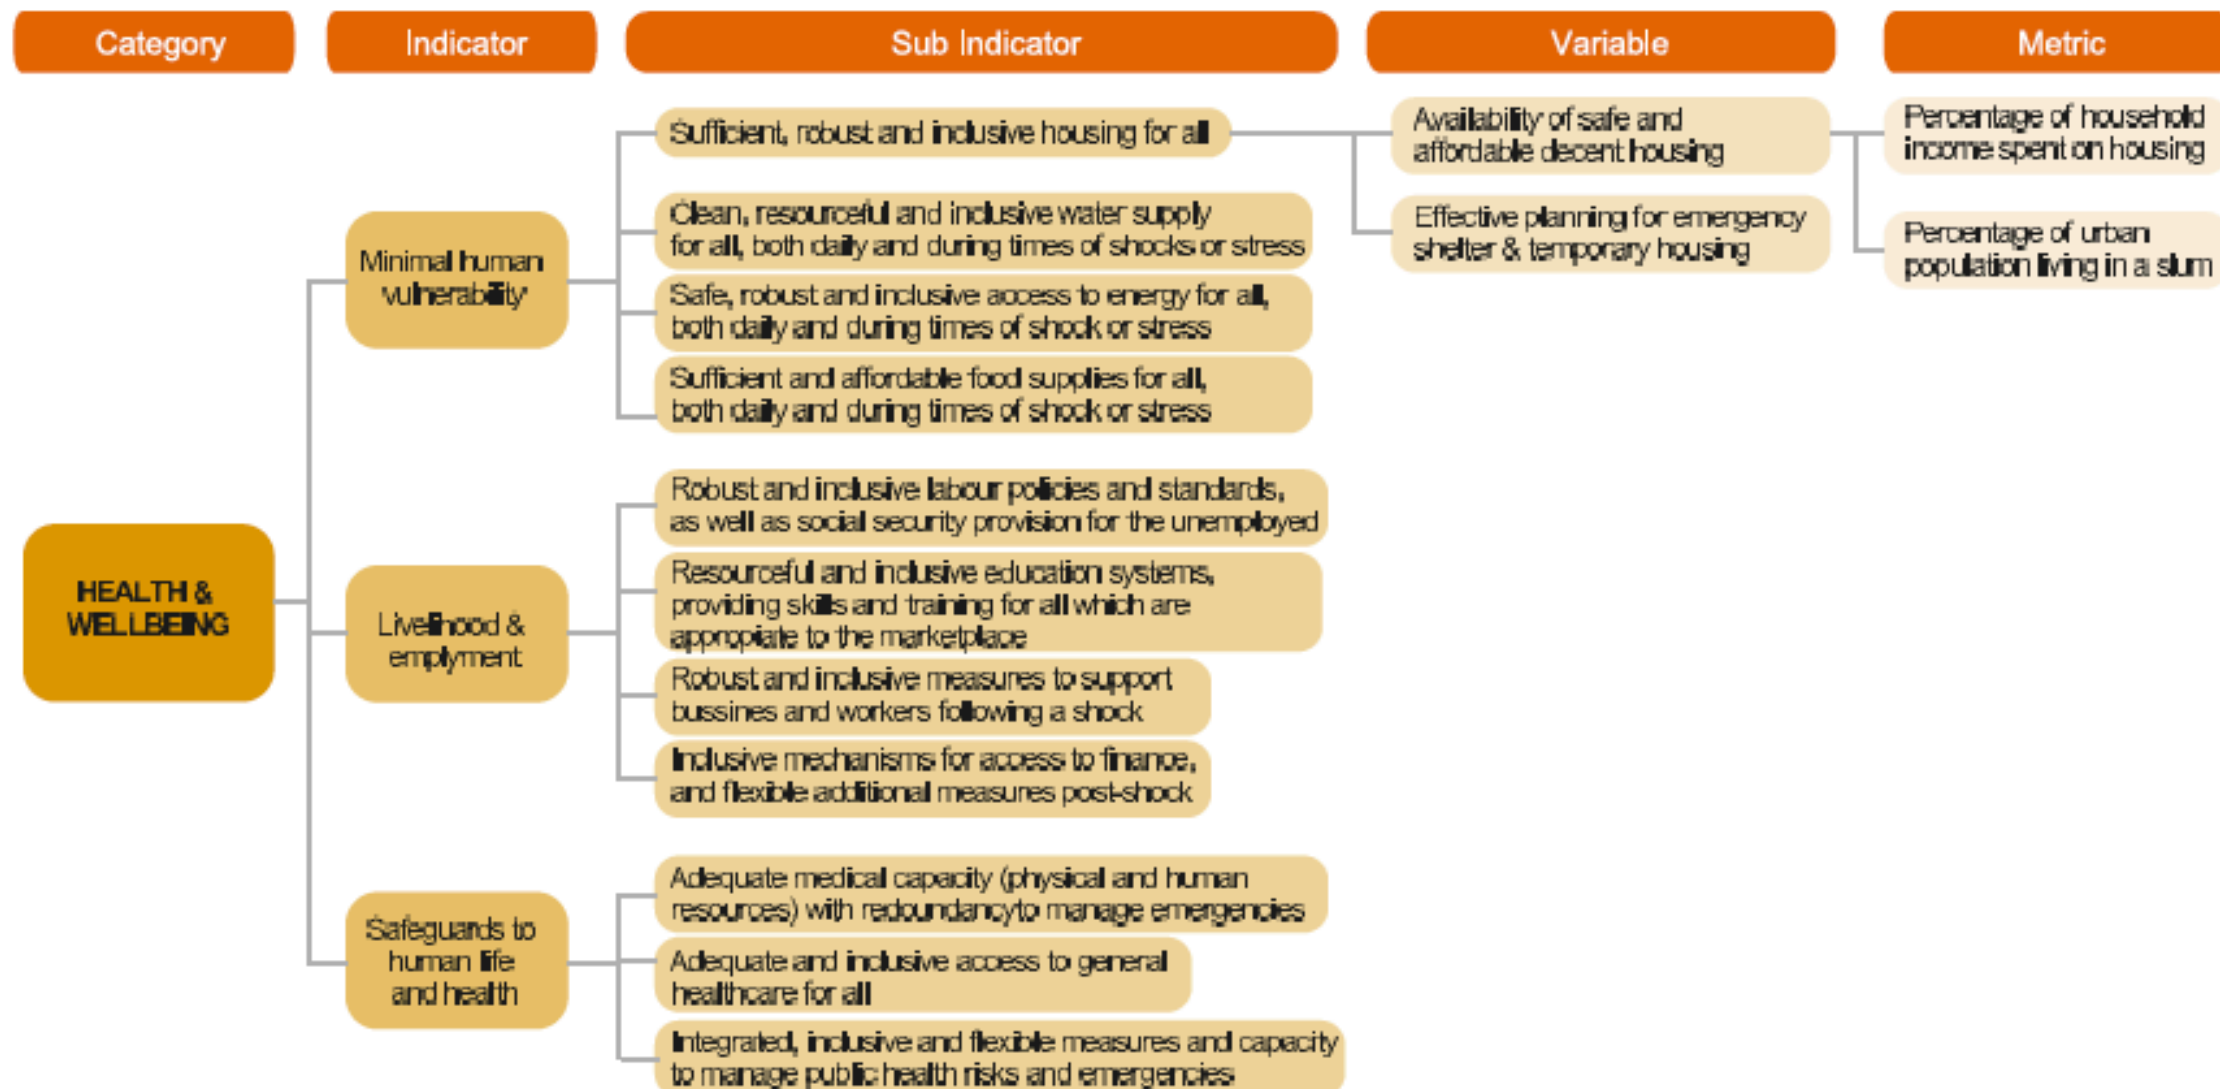 Category
Indicator
Sub Indicator
Variable
Metric
HEALTH &
WELLBEING
Minimal human
vulnerability
Sufficient, robust and inclusive housing for all
Clean, resourceful and inclusive water supply
for all, both daily and during times of shocks or stress
Safe, robust and inclusive access to energy for all,
both daily and during times of shock or stress
Sufficient and affordable food supplies for all,
both daily and during times of shock or stress
Availability of safe and
affordable decent housing
Effective planning for emergency
shelter & temporary housing
Percentage of household
income spent on housing
Percentage of urban
population living in a slum
Livelihood &
emplyment
Robust and inclusive labour policies and standards,
as well as social security provision for the unemployed
Resourceful and inclusive education systems,
providing skills and training for all which are
appropiate to the marketplace
Robust and inclusive measures to support
bussines and workers following a shock
Inclusive mechanisms for access to finance,
and flexible additional measures post-shock
Safeguards to
human life
and health
Adequate medical capacity (physical and human
resources) with redoundancyto manage emergencies
Adequate and inclusive access to general
healthcare for all
Integrated, inclusive and flexible measures and capacity
to manage public health risks and emergencies